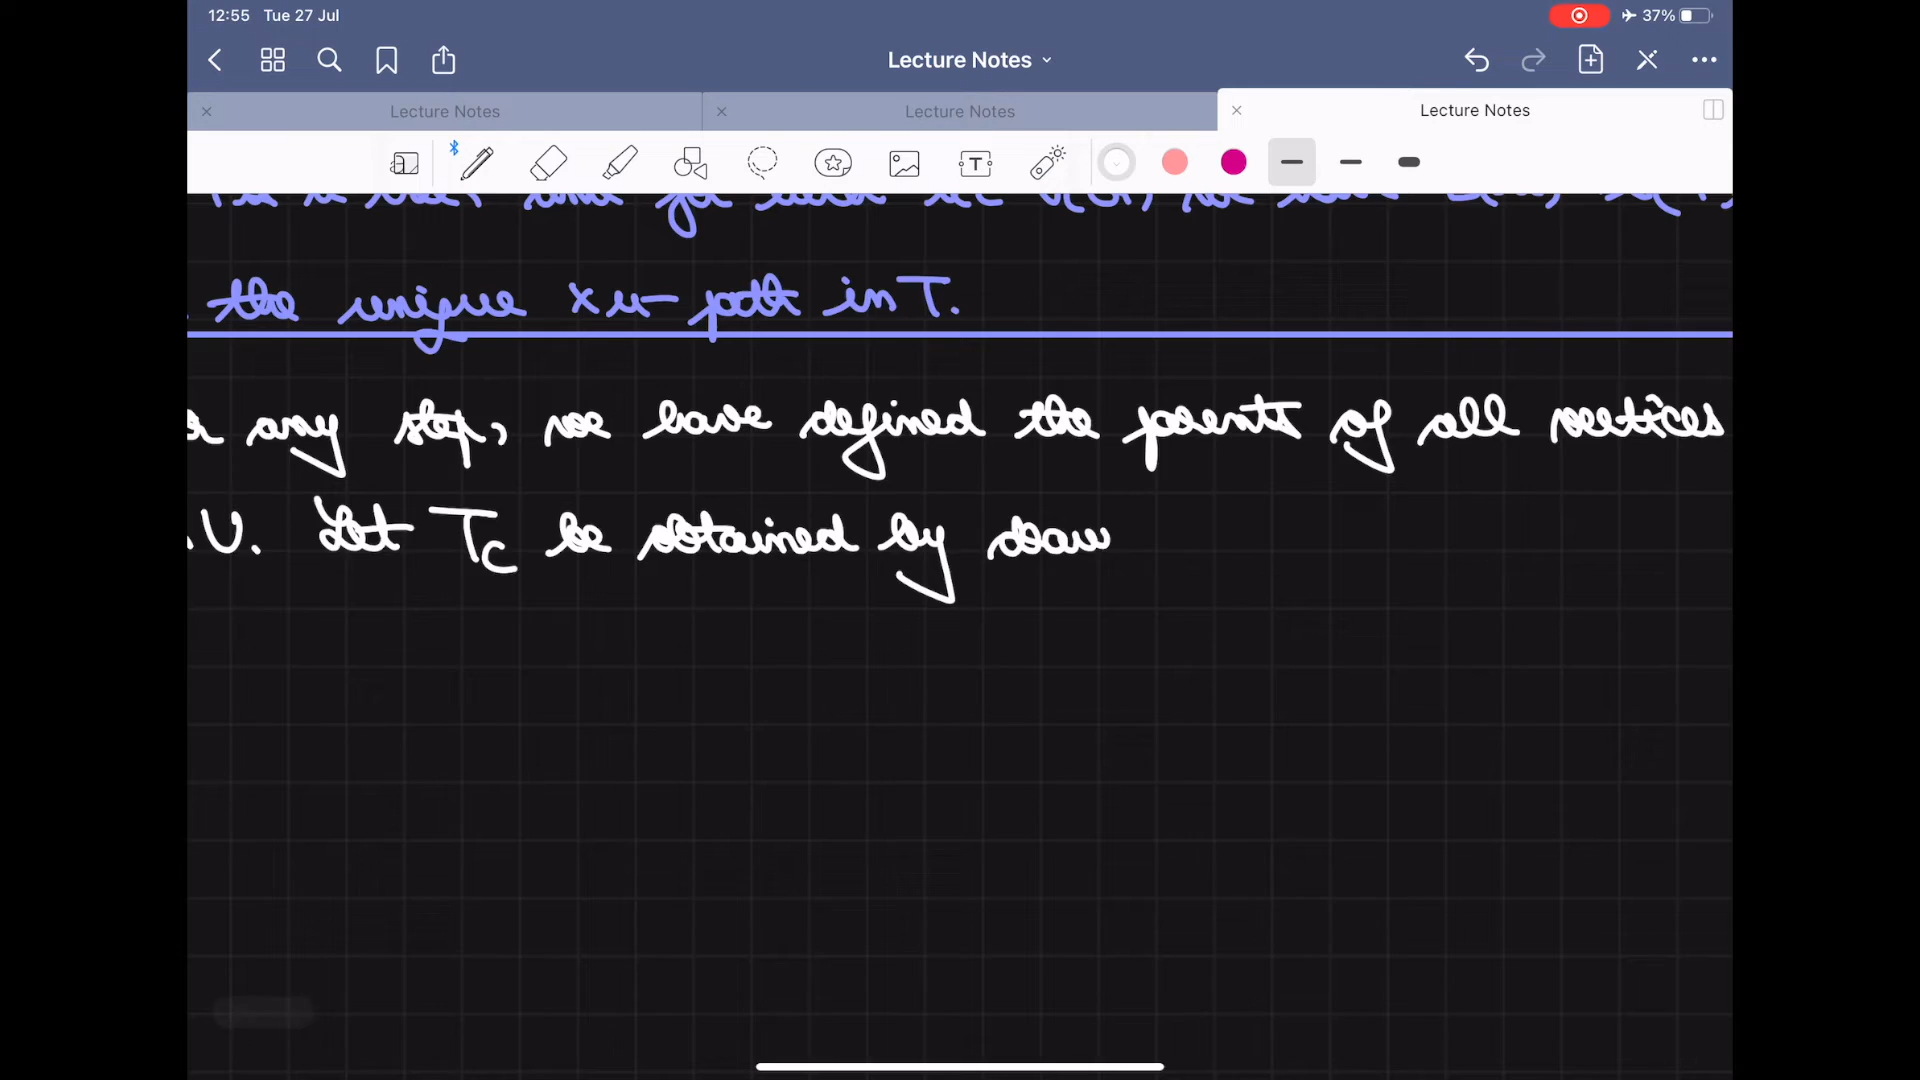 12:55 Tue 27 Jul
37%
Lecture Notes
Lecture Notes
Lecture Notes
Lecture Notes
the unique xu- path in T.
any step, we have defined the parents of all vertices
U. Let T_C be obtained by draw